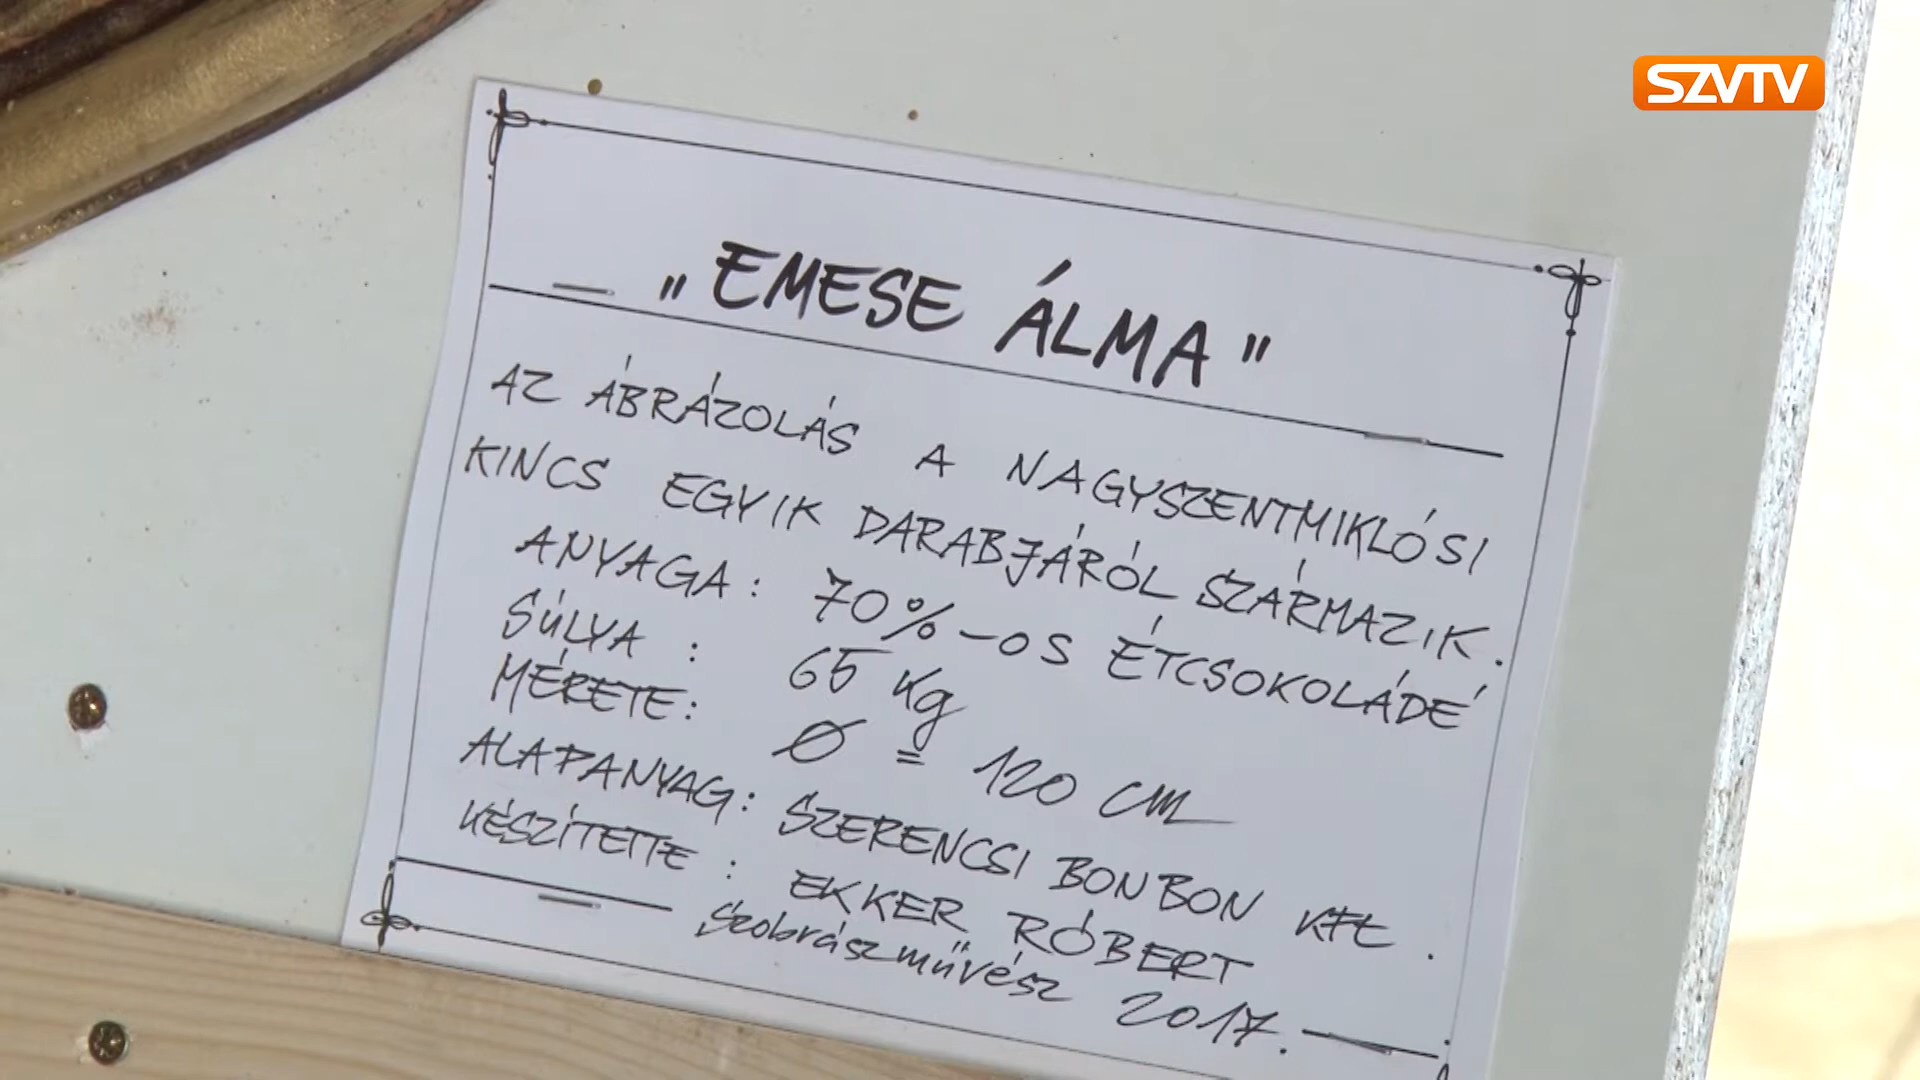 SZVTV
„EMESE ÁLMA"
AZ ÁBRÁZOLÁS A NAGYSZENTMIKLÓSI
KINCS EGYIK DARABJÁRÓL SZÁRMAZIK.
ANYAGA: 70%-OS ÉTCSOKOLÁDÉ
SÚLYA: 65 Kg
MÉRETE: Ø = 120 CM
ALAPANYAG: SZERENCSI BONBON KFT.
KÉSZÍTETTE: EKKER RÓBERT
Szobrászművész 2017.